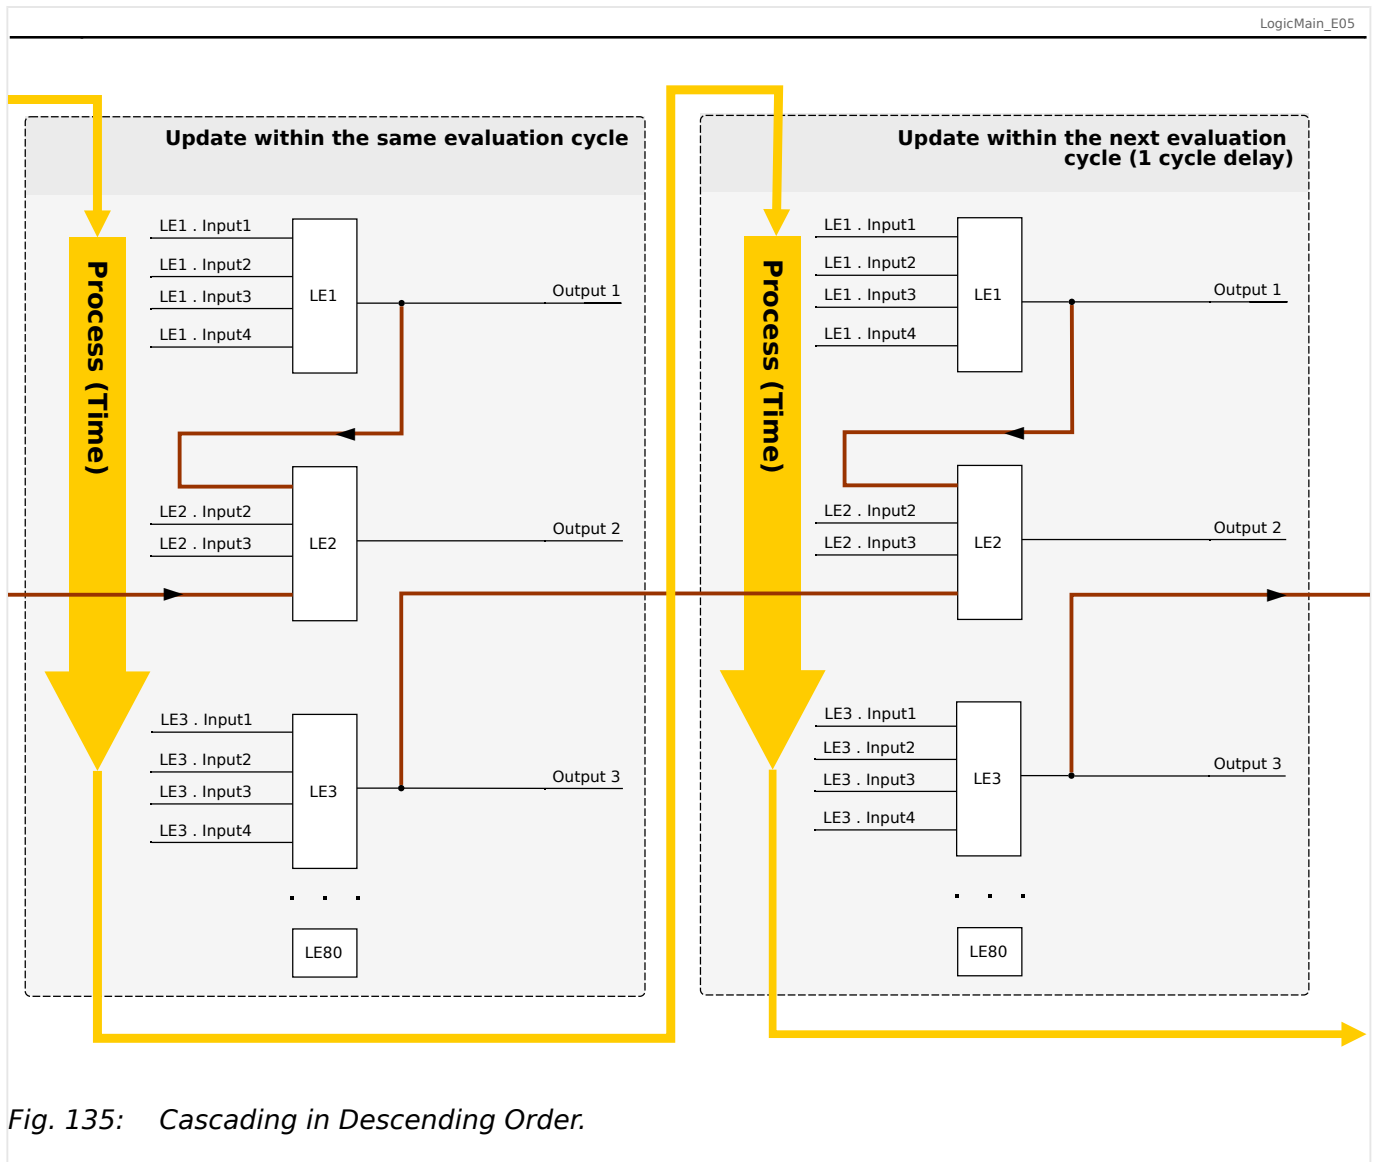 LogicMain_E05
Update within the same evaluation cycle
Process (Time)
LE1 . Input1
LE1 . Input2
LE1 . Input3
LE1 . Input4
LE1
Output 1
LE2 . Input2
LE2 . Input3
LE2
Output 2
LE3 . Input1
LE3 . Input2
LE3 . Input3
LE3 . Input4
LE3
Output 3
. . .
LE80
Update within the next evaluation
cycle (1 cycle delay)
Process (Time)
LE1 . Input1
LE1 . Input2
LE1 . Input3
LE1 . Input4
LE1
Output 1
LE2 . Input2
LE2 . Input3
LE2
Output 2
LE3 . Input1
LE3 . Input2
LE3 . Input3
LE3 . Input4
LE3
Output 3
. . .
LE80
Fig. 135: Cascading in Descending Order.